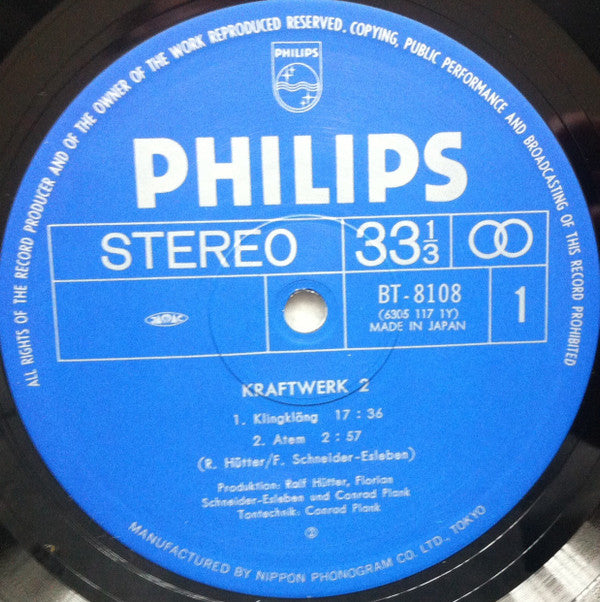 ALL RIGHTS OF THE RECORD PRODUCER AND OF THE OWNER OF THE WORK REPRODUCED RESERVED. COPYING, PUBLIC PERFORMANCE AND BROADCASTING OF THIS RECORD PROHIBITED
PHILIPS
PHILIPS
STEREO 33 1/3
BT-8108
(6305 117 1Y)
MADE IN JAPAN
1
KRAFTWERK 2
1. Klingkläng 17:36
2. Atem 2:57
(R. Hütter/F. Schneider-Esleben)
Produktion: Ralf Hütter, Florian
Schneider-Esleben und Conrad Plank
Tontechnik: Conrad Plank
MANUFACTURED BY NIPPON PHONOGRAM CO. LTD., TOKYO